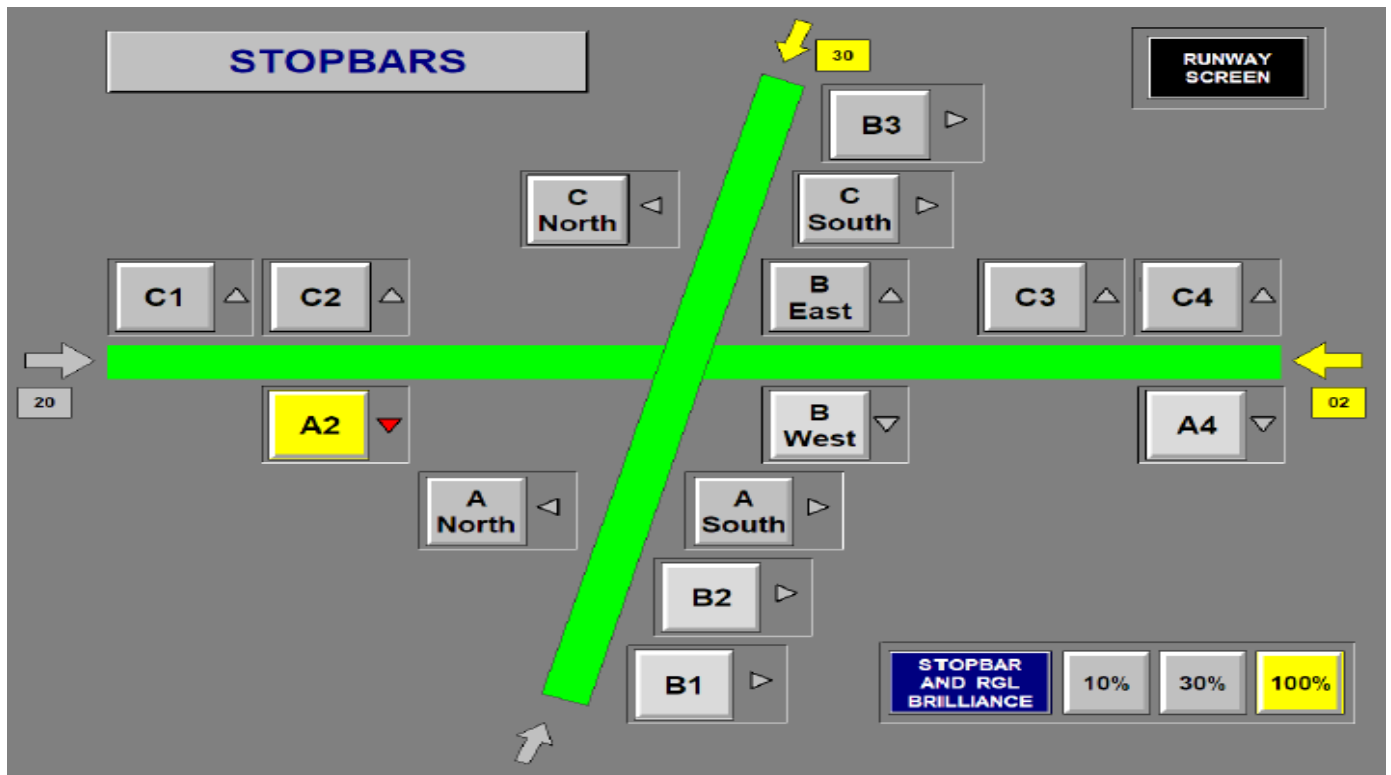 STOPBARS
30
RUNWAY
SCREEN
B3
C
North
C
South
C1
C2
B
East
C3
C4
20
02
A2
B
West
A4
A
North
A
South
B2
B1
STOPBAR
AND RGL
BRILLIANCE
10%
30%
100%